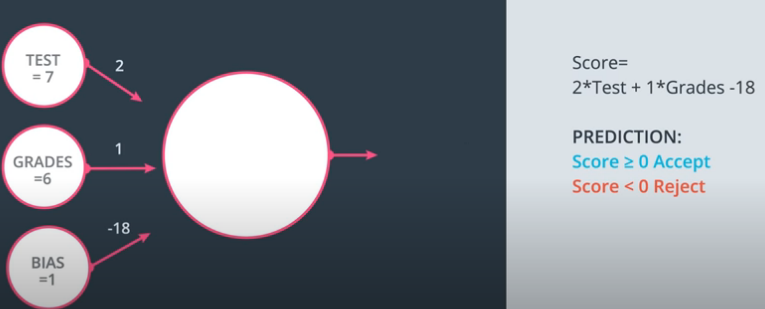 TEST
= 7
2
GRADES
=6
1
BIAS
=1
-18
Score=
2*Test + 1*Grades -18
PREDICTION:
Score ≥ 0 Accept
Score < 0 Reject